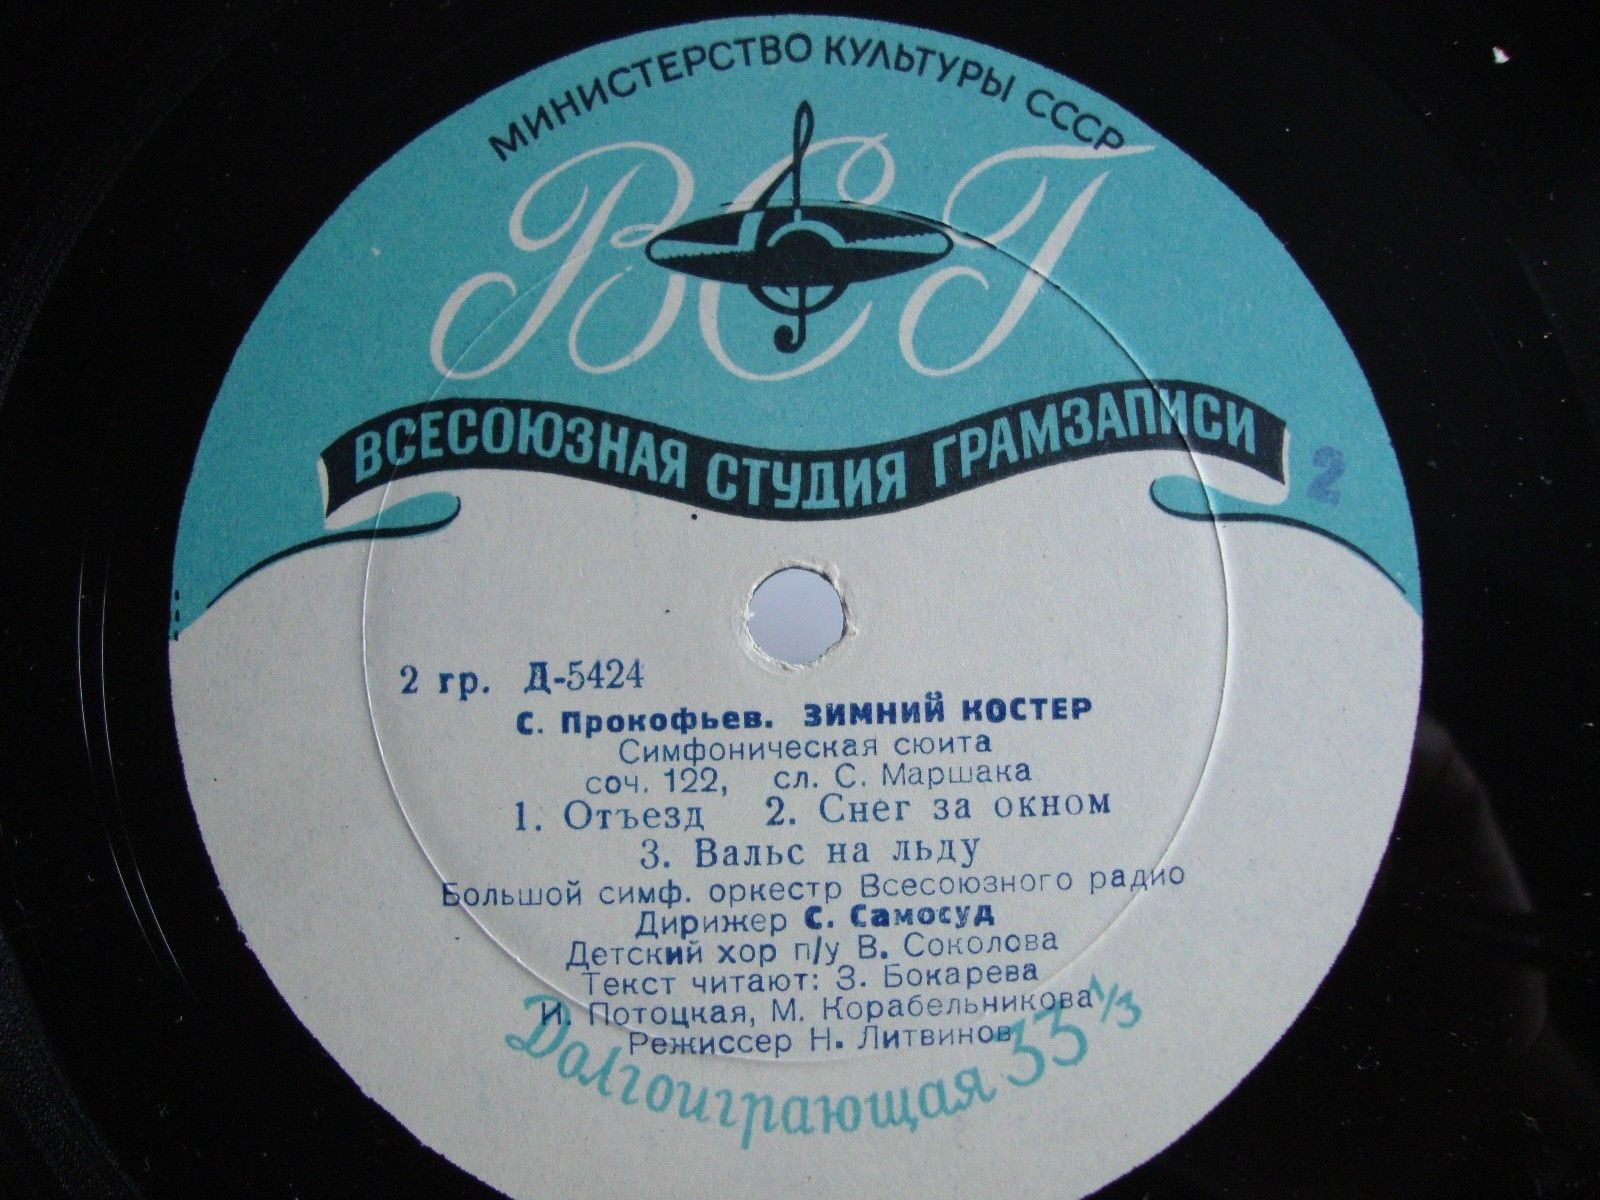 МИНИСТЕРСТВО КУЛЬТУРЫ СССР
ВСГ
ВСЕСОЮЗНАЯ СТУДИЯ ГРАМЗАПИСИ
2
2 гр. Д-5424
С. Прокофьев. ЗИМНИЙ КОСТЕР
Симфоническая сюита
соч. 122, сл. С. Маршака
1. Отъезд 2. Снег за окном
3. Вальс на льду
Большой симф. оркестр Всесоюзного радио
Дирижер С. Самосуд
Детский хор п/у В. Соколова
Текст читают: З. Бокарева
И. Потоцкая, М. Корабельникова
Режиссер Н. Литвинов
Долгоиграющая 33 1/3